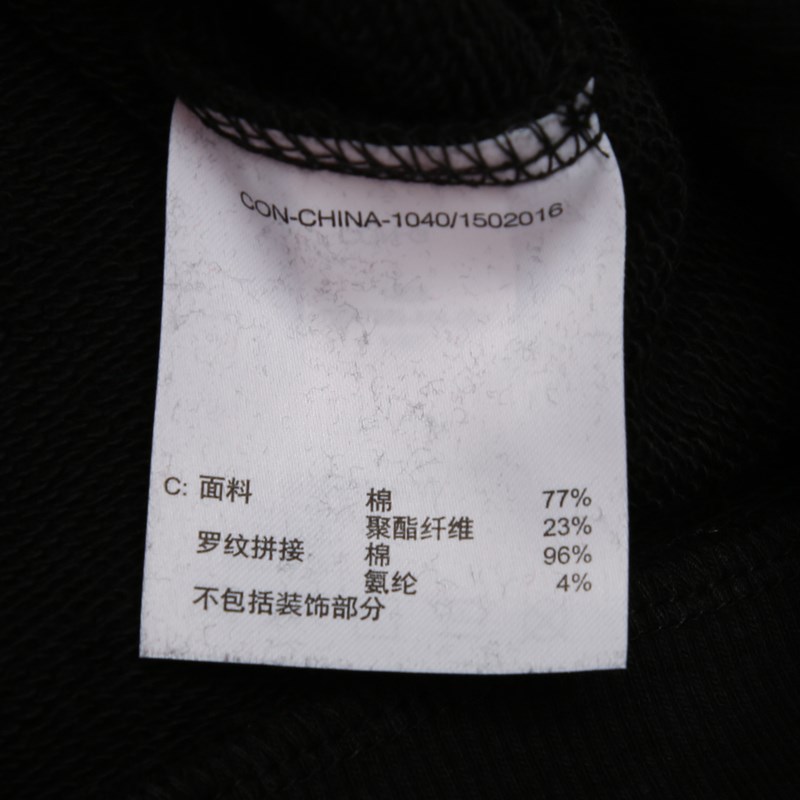 CON-CHINA-1040/1502016
C: 面料 棉 77%
聚酯纤维 23%
罗纹拼接 棉 96%
氨纶 4%
不包括装饰部分